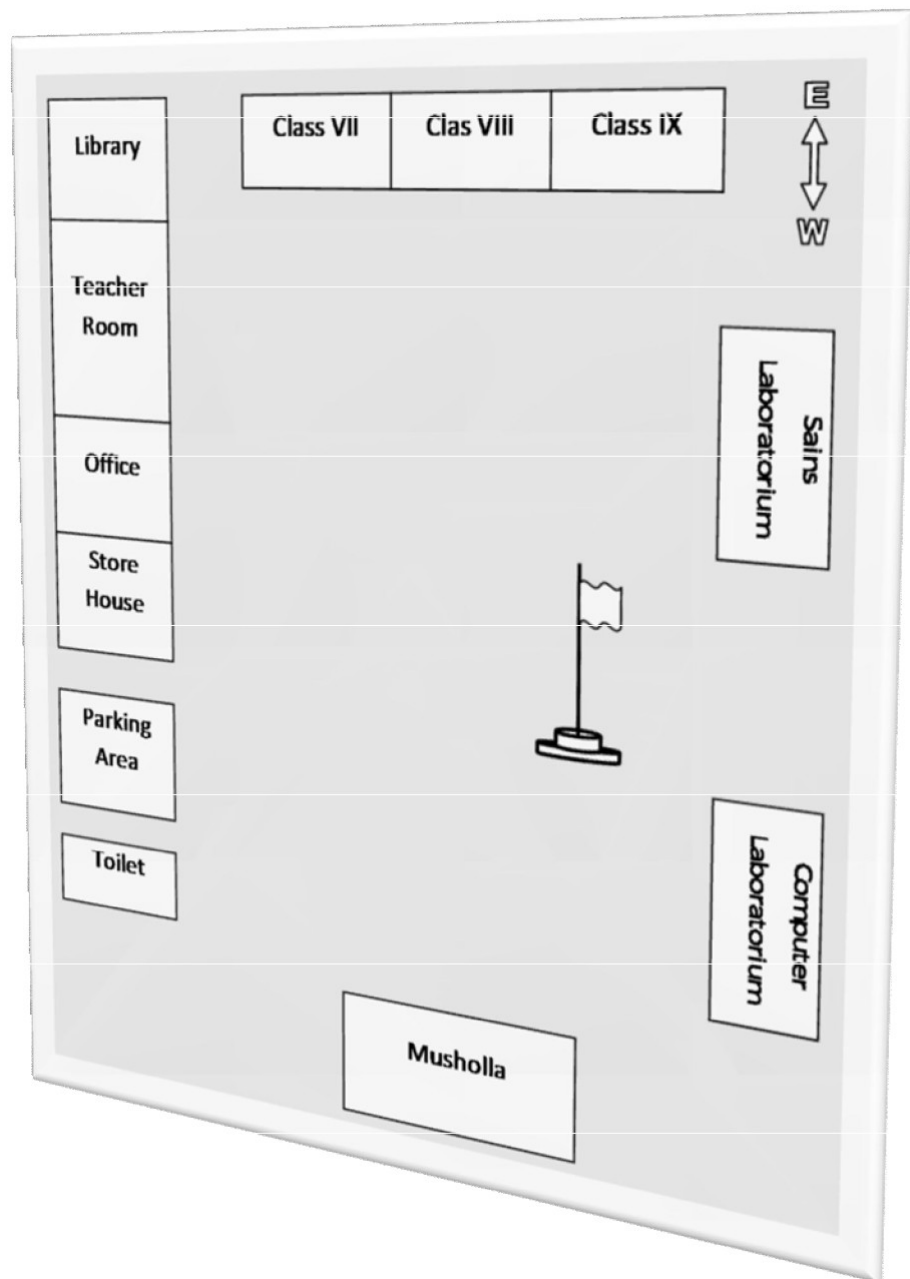 Library
Class VII
Clas VIII
Class IX
E
W
Teacher
Room
Sains
Laboratorium
Office
Store
House
Parking
Area
Toilet
Computer
Laboratorium
Musholla